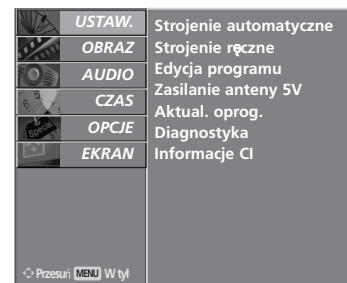 USTAW.
OBRAZ
AUDIO
CZAS
OPCJE
EKRAN
Strojenie automatyczne
Strojenie ręczne
Edycja programu
Zasilanie anteny 5V
Aktual. oprog.
Diagnostyka
Informacje CI
Przesuń MENU W tył